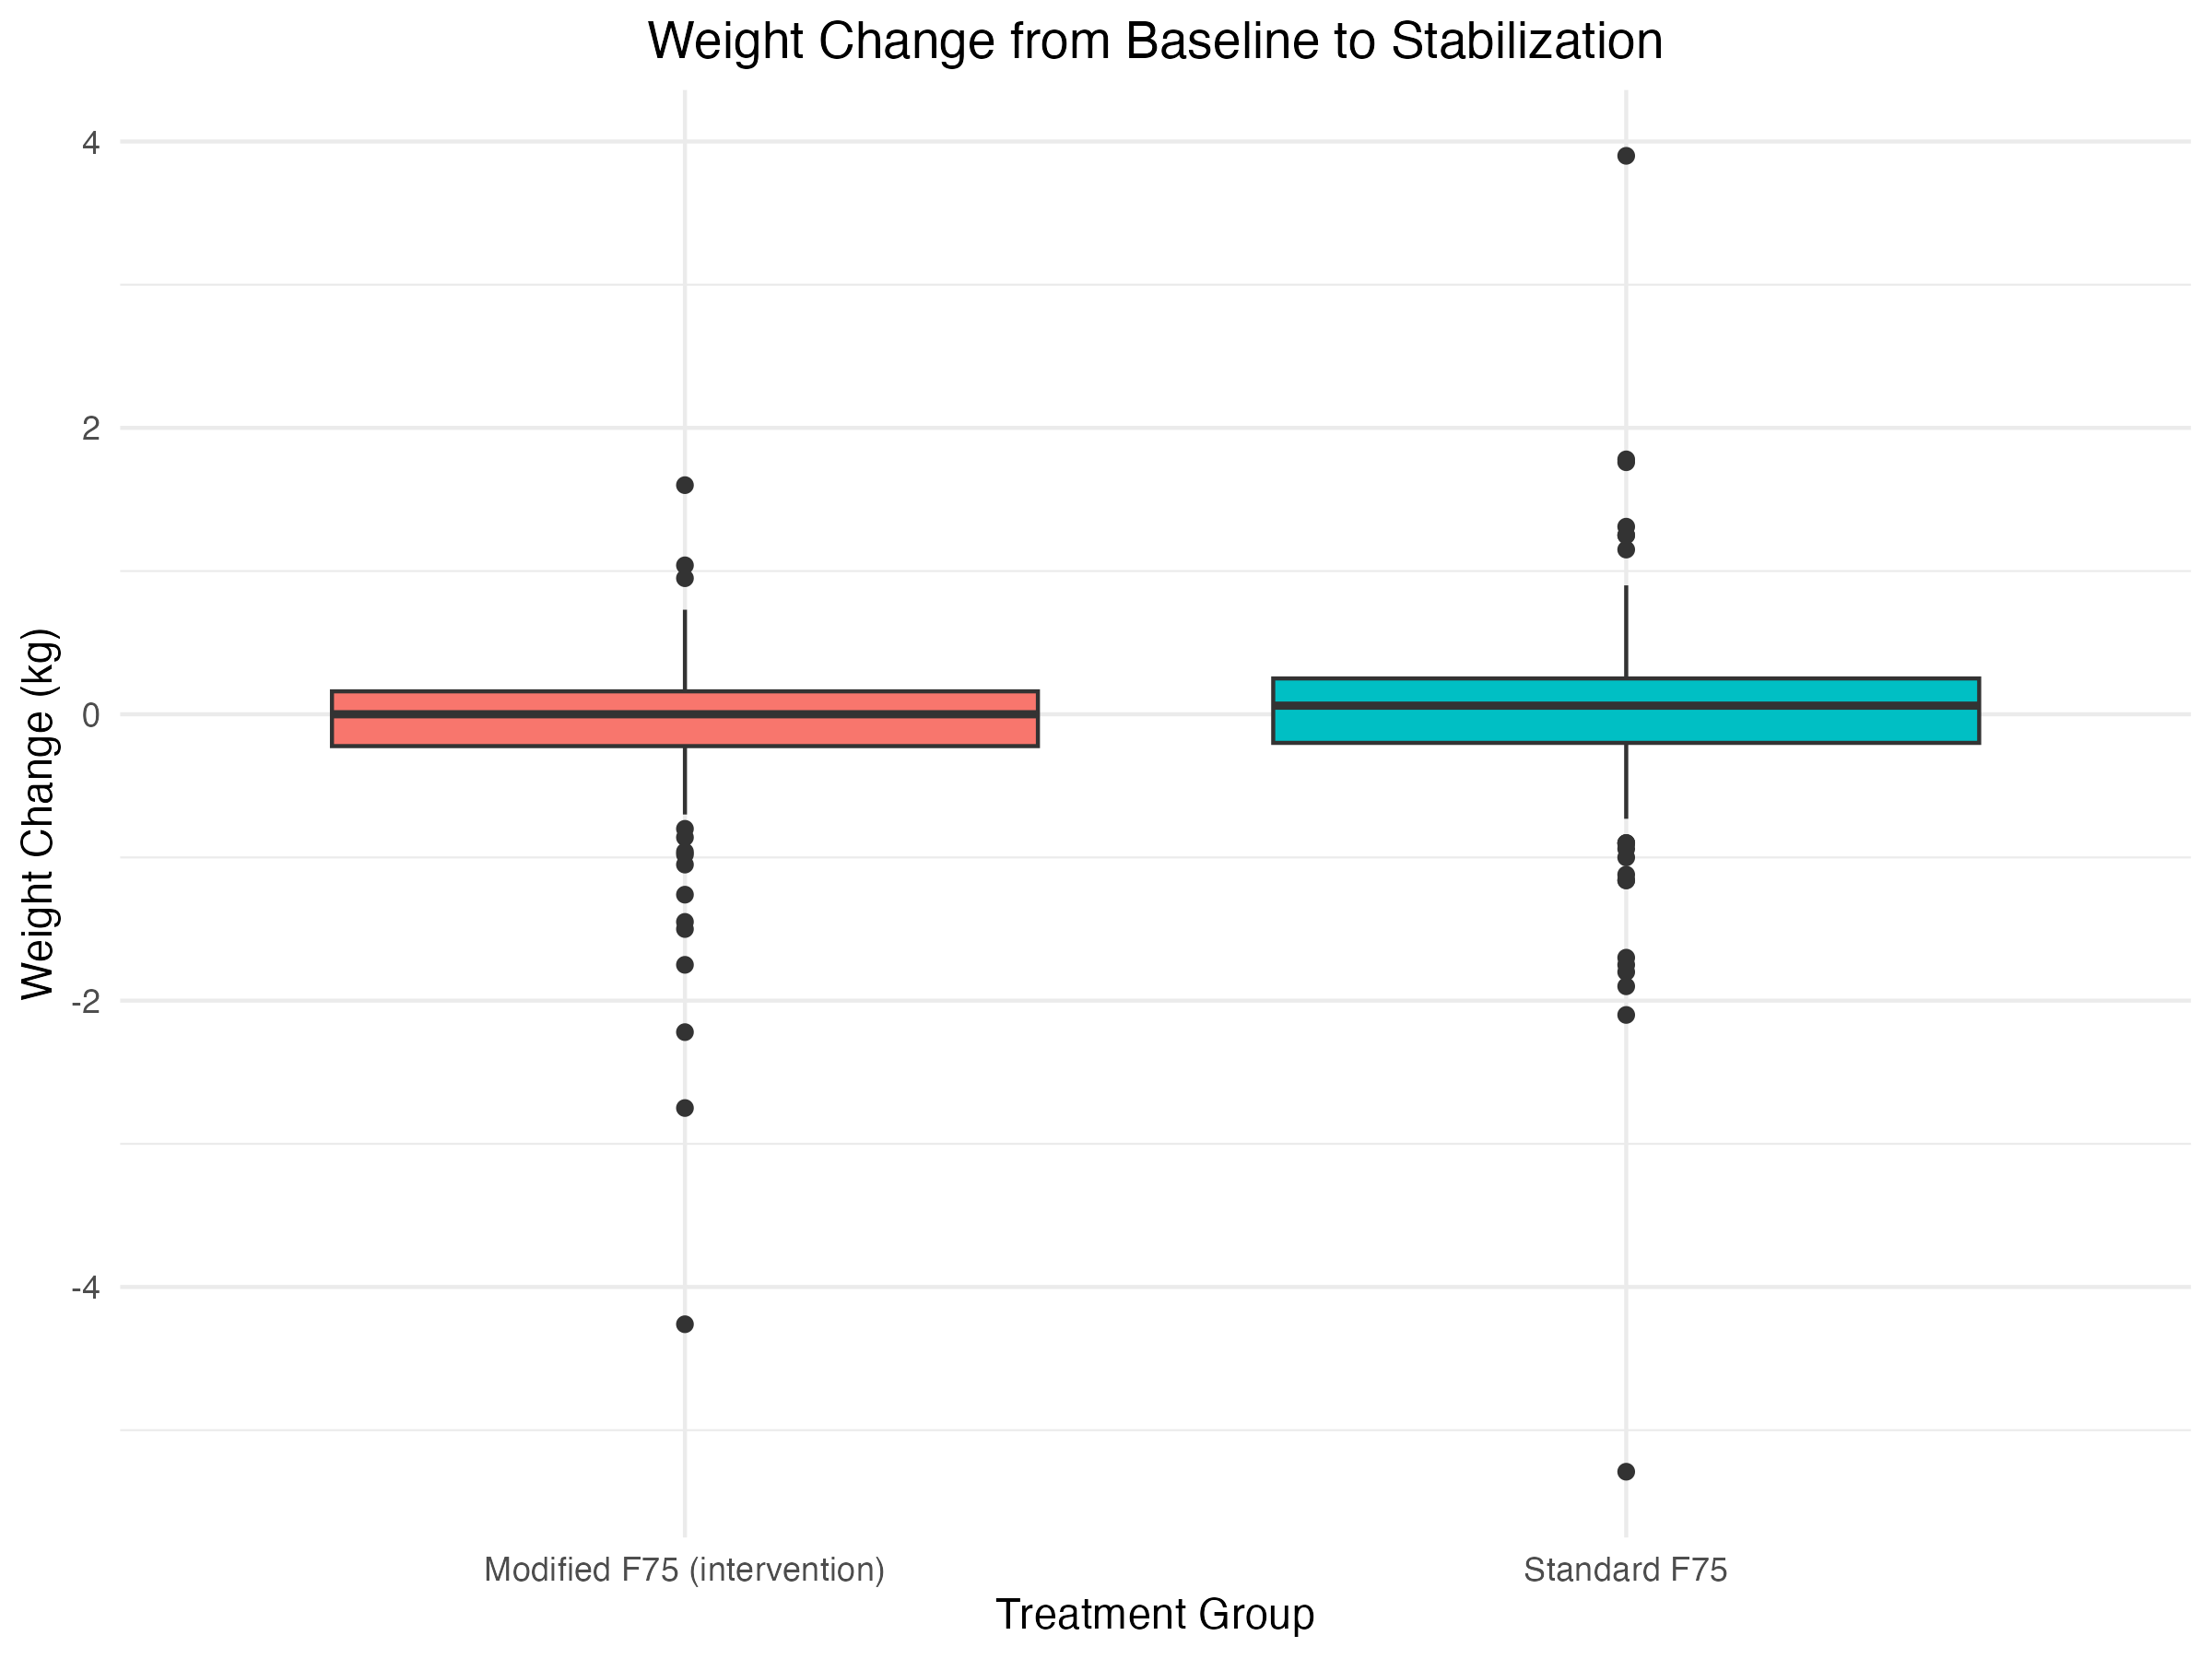 Weight Change from Baseline to Stabilization
Weight Change (kg)
4
2
0
-2
-4
Modified F75 (intervention)
Standard F75
Treatment Group